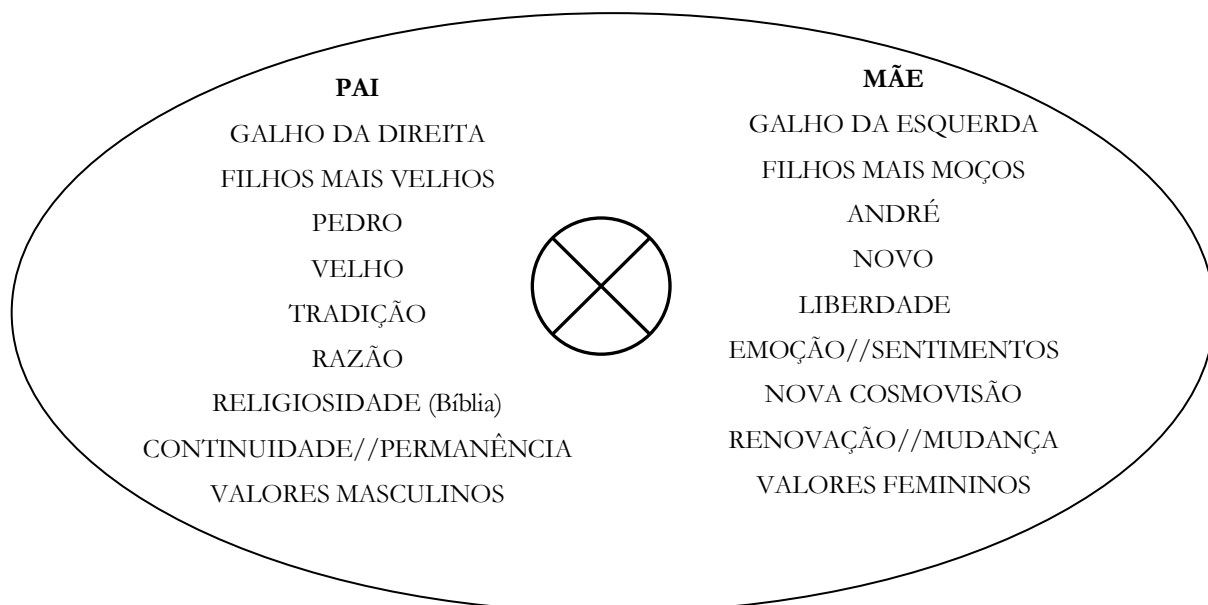 PAI
GALHO DA DIREITA
FILHOS MAIS VELHOS
PEDRO
VELHO
TRADIÇÃO
RAZÃO
RELIGIOSIDADE (Bíblia)
CONTINUIDADE//PERMANÊNCIA
VALORES MASCULINOS
MÃE
GALHO DA ESQUERDA
FILHOS MAIS MOÇOS
ANDRÉ
NOVO
LIBERDADE
EMOÇÃO//SENTIMENTOS
NOVA COSMOVISÃO
RENOVAÇÃO//MUDANÇA
VALORES FEMININOS